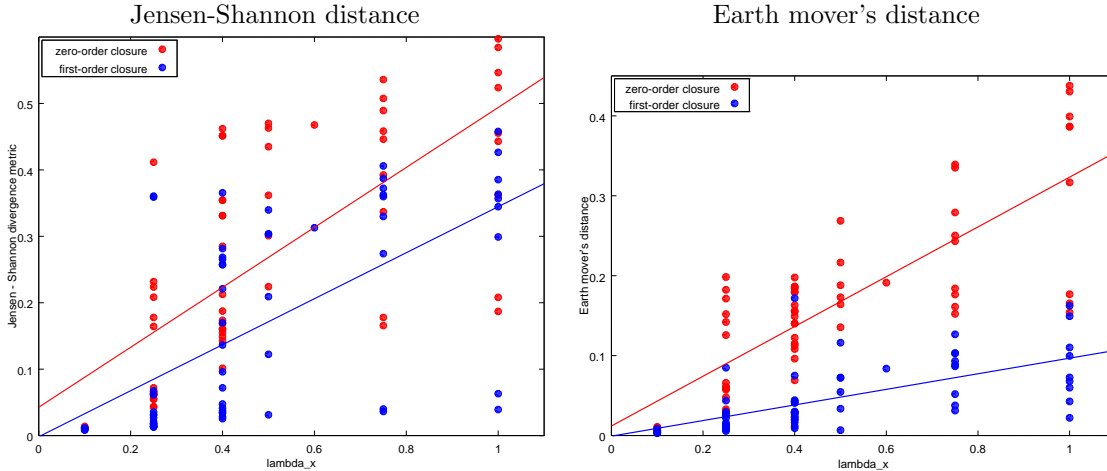 Jensen-Shannon distance
zero-order closure
first-order closure
Jensen - Shannon divergence metric
0.5
0.4
0.3
0.2
0.1
0
0 0.2 0.4 0.6 0.8 1
lambda_x
Earth mover's distance
zero-order closure
first-order closure
Earth mover's distance
0.4
0.3
0.2
0.1
0
0 0.2 0.4 0.6 0.8 1
lambda_x